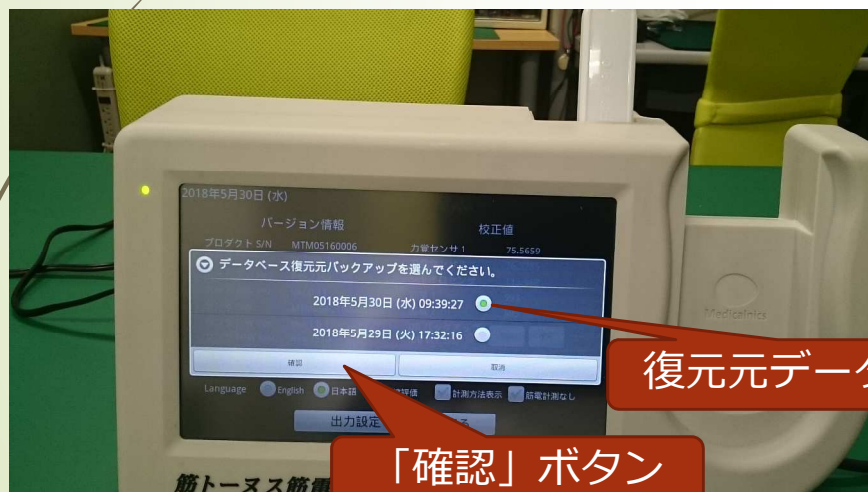 2018年5月30日 (水)
バージョン情報
校正値
プロダクト S/N MTM05160006
力覚センサ 1 75.5659
データベース復元元バックアップを選んでください。
2018年5月30日 (水) 09:39:27
2018年5月29日 (火) 17:32:16
確認
取消
Language English 日本語 評価 計測方法表示 筋電計測なし
出力設定 る
Medicalnics
復元元データ
「確認」ボタン
筋トーヌス筋電